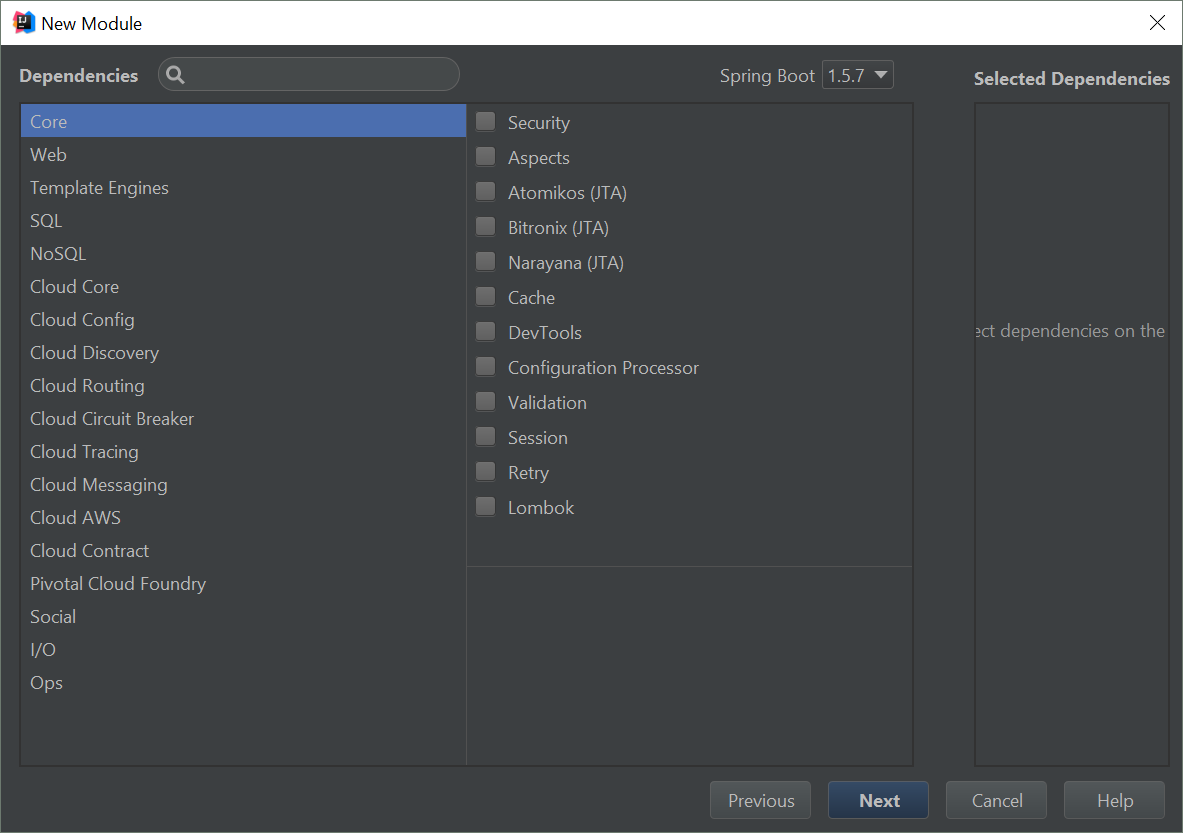 New Module
Dependencies
Spring Boot 1.5.7
Selected Dependencies
Core
Web
Template Engines
SQL
NoSQL
Cloud Core
Cloud Config
Cloud Discovery
Cloud Routing
Cloud Circuit Breaker
Cloud Tracing
Cloud Messaging
Cloud AWS
Cloud Contract
Pivotal Cloud Foundry
Social
I/O
Ops
Security
Aspects
Atomikos (JTA)
Bitronix (JTA)
Narayana (JTA)
Cache
DevTools
Configuration Processor
Validation
Session
Retry
Lombok
ect dependencies on the
Previous
Next
Cancel
Help